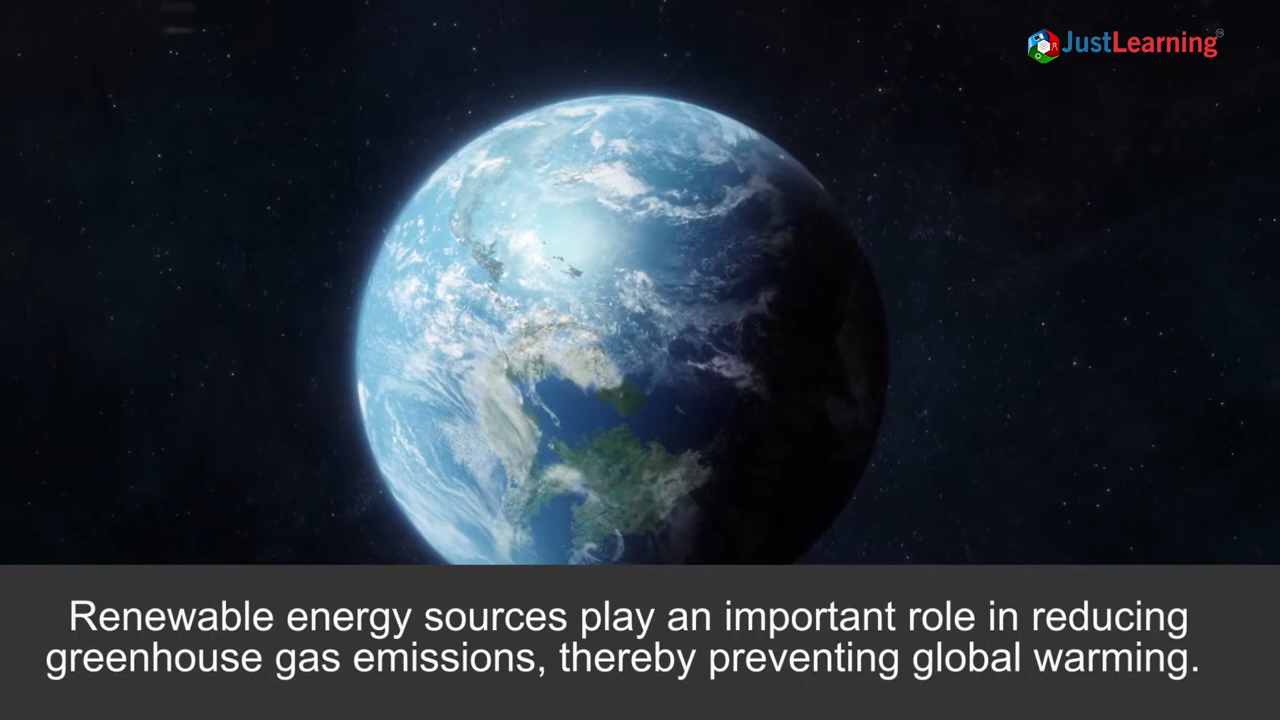 JustLearning
Renewable energy sources play an important role in reducing
greenhouse gas emissions, thereby preventing global warming.